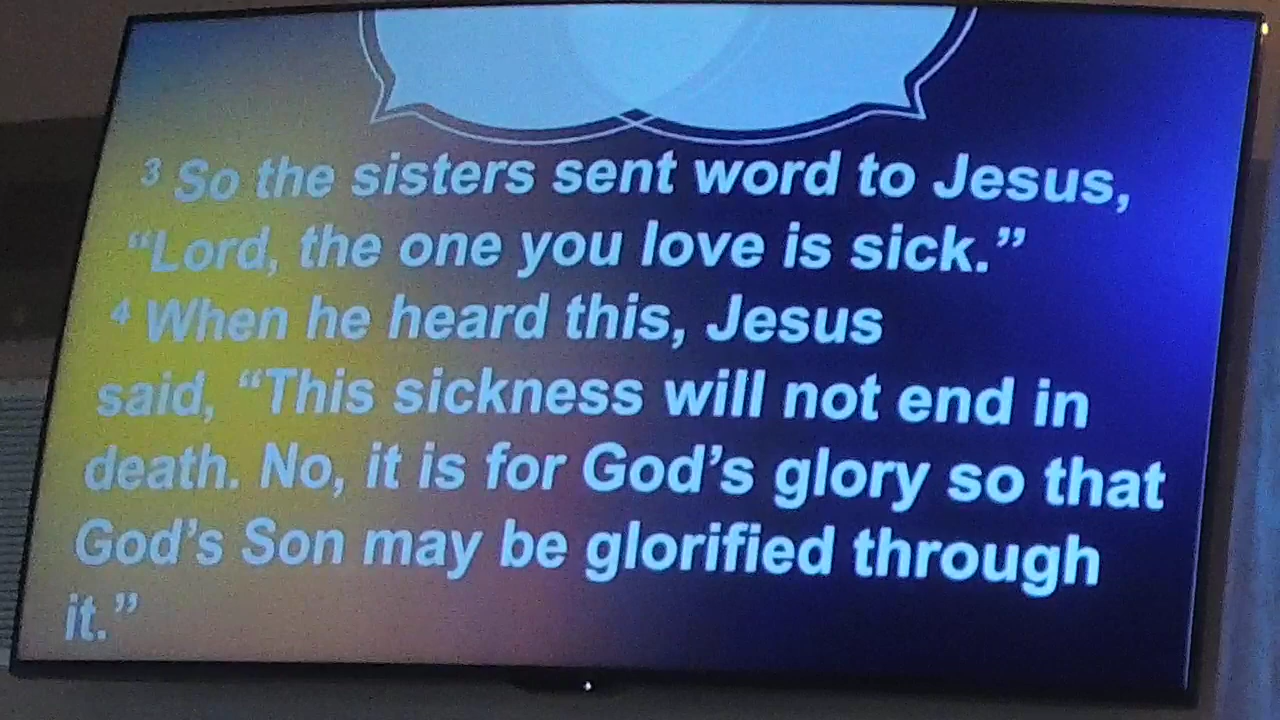 ³ So the sisters sent word to Jesus,
“Lord, the one you love is sick.”
⁴ When he heard this, Jesus
said, “This sickness will not end in
death. No, it is for God’s glory so that
God’s Son may be glorified through
it.”